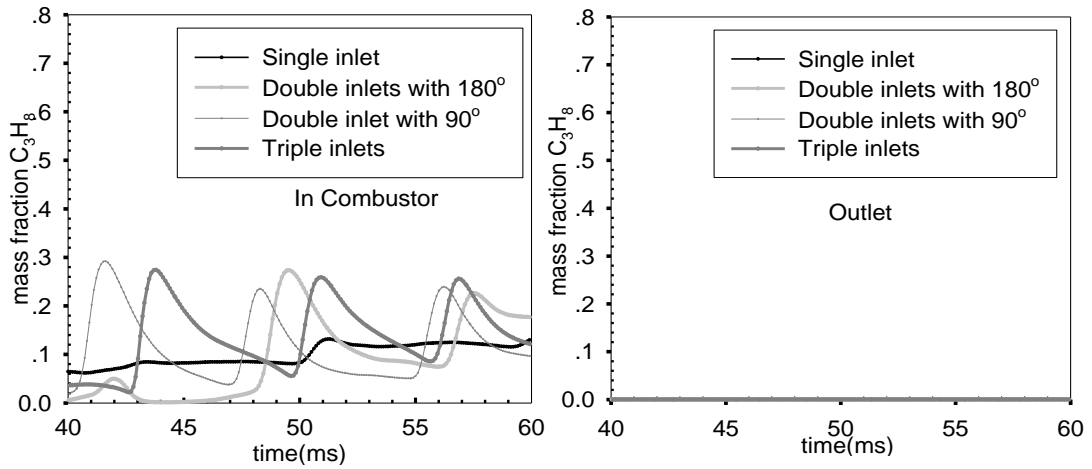 .8
.7
.6
.5
.4
.3
.2
.1
0.0
mass fraction C₃H₈
Single inlet
Double inlets with 180°
Double inlet with 90°
Triple inlets
In Combustor
40
45
50
55
60
time(ms)
.8
.7
.6
.5
.4
.3
.2
.1
0.0
mass fraction C₃H₈
Single inlet
Double inlets with 180°
Double inlets with 90°
Triple inlets
Outlet
40
45
50
55
60
time(ms)